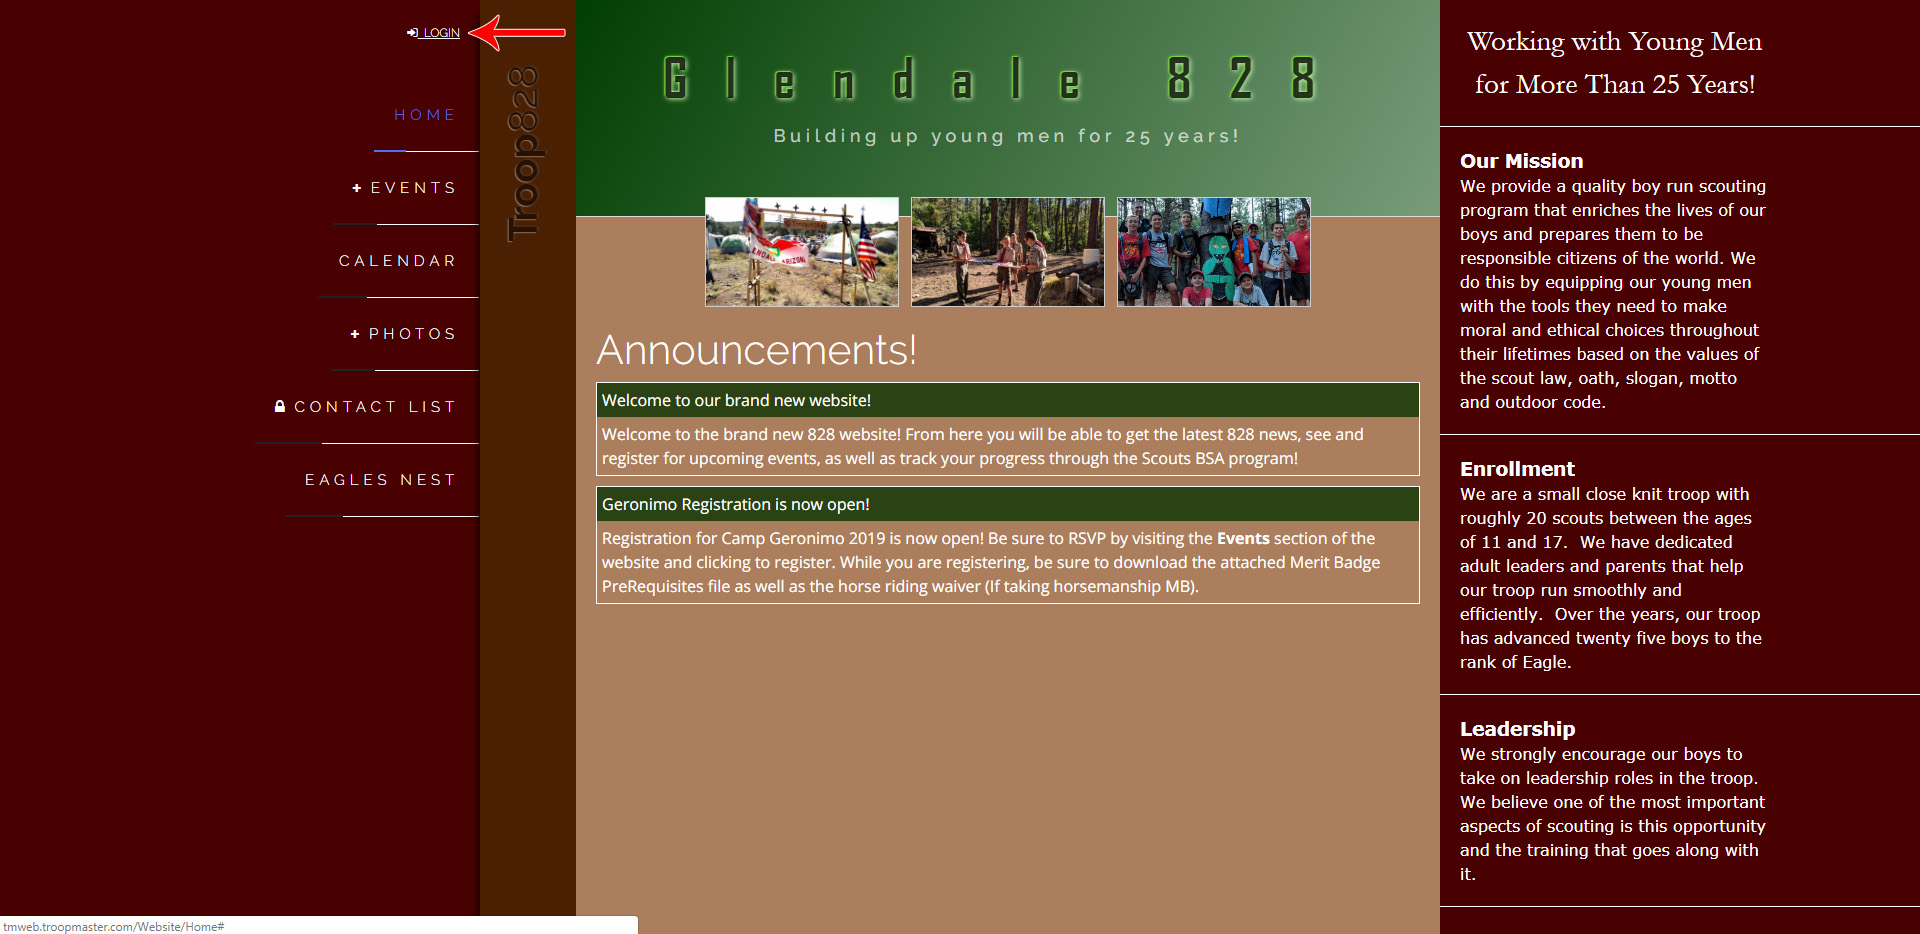 LOGIN
HOME
+ EVENTS
CALENDAR
+ PHOTOS
CONTACT LIST
EAGLES NEST
Troop828
Glendale 828
Building up young men for 25 years!
Announcements!
Welcome to our brand new website!
Welcome to the brand new 828 website! From here you will be able to get the latest 828 news, see and
register for upcoming events, as well as track your progress through the Scouts BSA program!
Geronimo Registration is now open!
Registration for Camp Geronimo 2019 is now open! Be sure to RSVP by visiting the Events section of the
website and clicking to register. While you are registering, be sure to download the attached Merit Badge
PreRequisites file as well as the horse riding waiver (If taking horsemanship MB).
Working with Young Men
for More Than 25 Years!
Our Mission
We provide a quality boy run scouting
program that enriches the lives of our
boys and prepares them to be
responsible citizens of the world. We
do this by equipping our young men
with the tools they need to make
moral and ethical choices throughout
their lifetimes based on the values of
the scout law, oath, slogan, motto
and outdoor code.
Enrollment
We are a small close knit troop with
roughly 20 scouts between the ages
of 11 and 17.  We have dedicated
adult leaders and parents that help
our troop run smoothly and
efficiently.  Over the years, our troop
has advanced twenty five boys to the
rank of Eagle.
Leadership
We strongly encourage our boys to
take on leadership roles in the troop.
We believe one of the most important
aspects of scouting is this opportunity
and the training that goes along with
it.
tmweb.troopmaster.com/Website/Home#